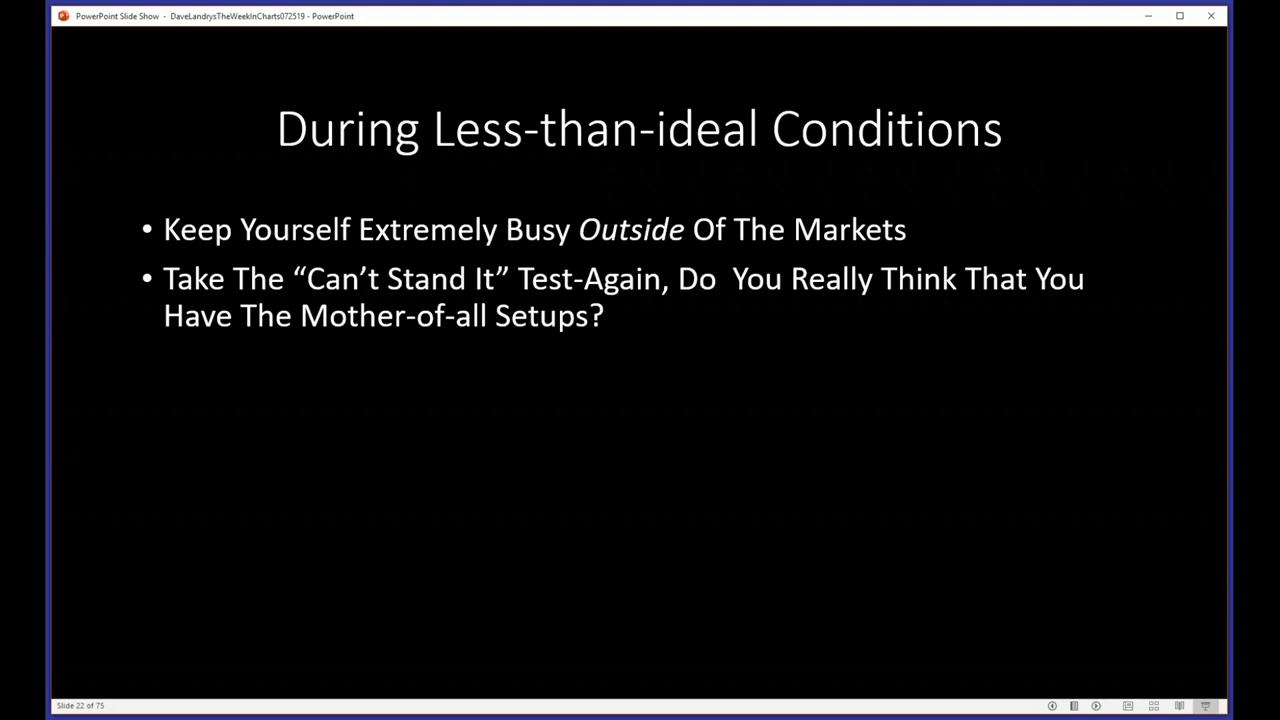 PowerPoint Slide Show - DaveLandrysTheWeekInCharts072519 - PowerPoint
During Less-than-ideal Conditions
• Keep Yourself Extremely Busy Outside Of The Markets
• Take The “Can’t Stand It” Test-Again, Do  You Really Think That You
Have The Mother-of-all Setups?
Slide 22 of 75